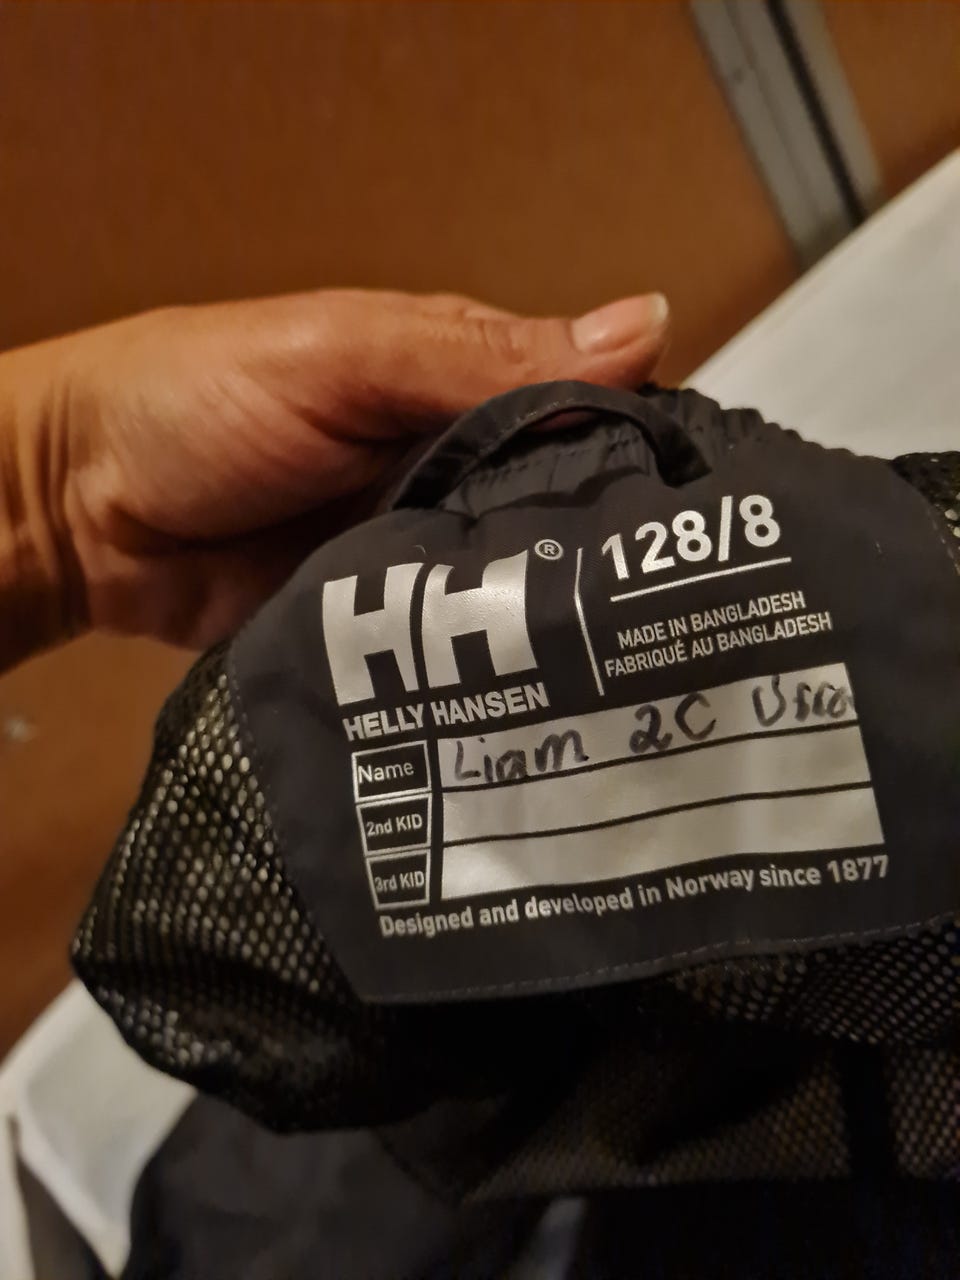 HH®
HELLY HANSEN
128/8
MADE IN BANGLADESH
FABRIQUÉ AU BANGLADESH
Name
Liam 2C
2nd KID
3rd KID
Designed and developed in Norway since 1877